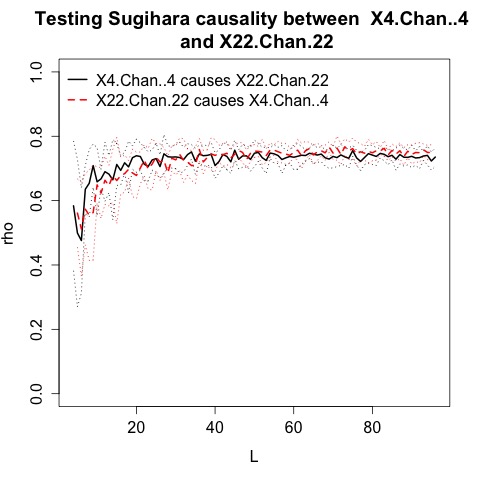 Testing Sugihara causality between  X4.Chan..4
and X22.Chan.22
X4.Chan..4 causes X22.Chan.22
X22.Chan.22 causes X4.Chan..4
1.0
0.8
0.6
0.4
0.2
0.0
rho
20 40 60 80
L